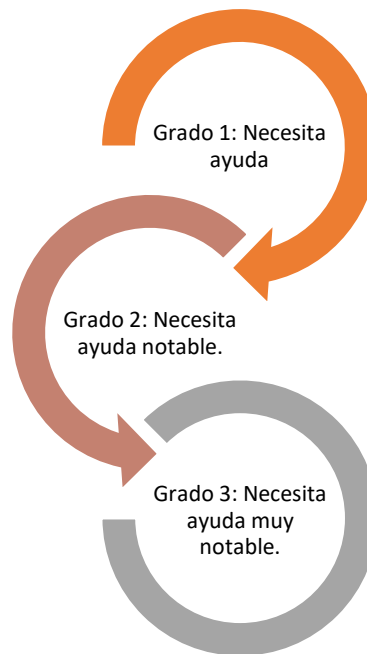 Grado 1: Necesita
ayuda
Grado 2: Necesita
ayuda notable.
Grado 3: Necesita
ayuda muy
notable.